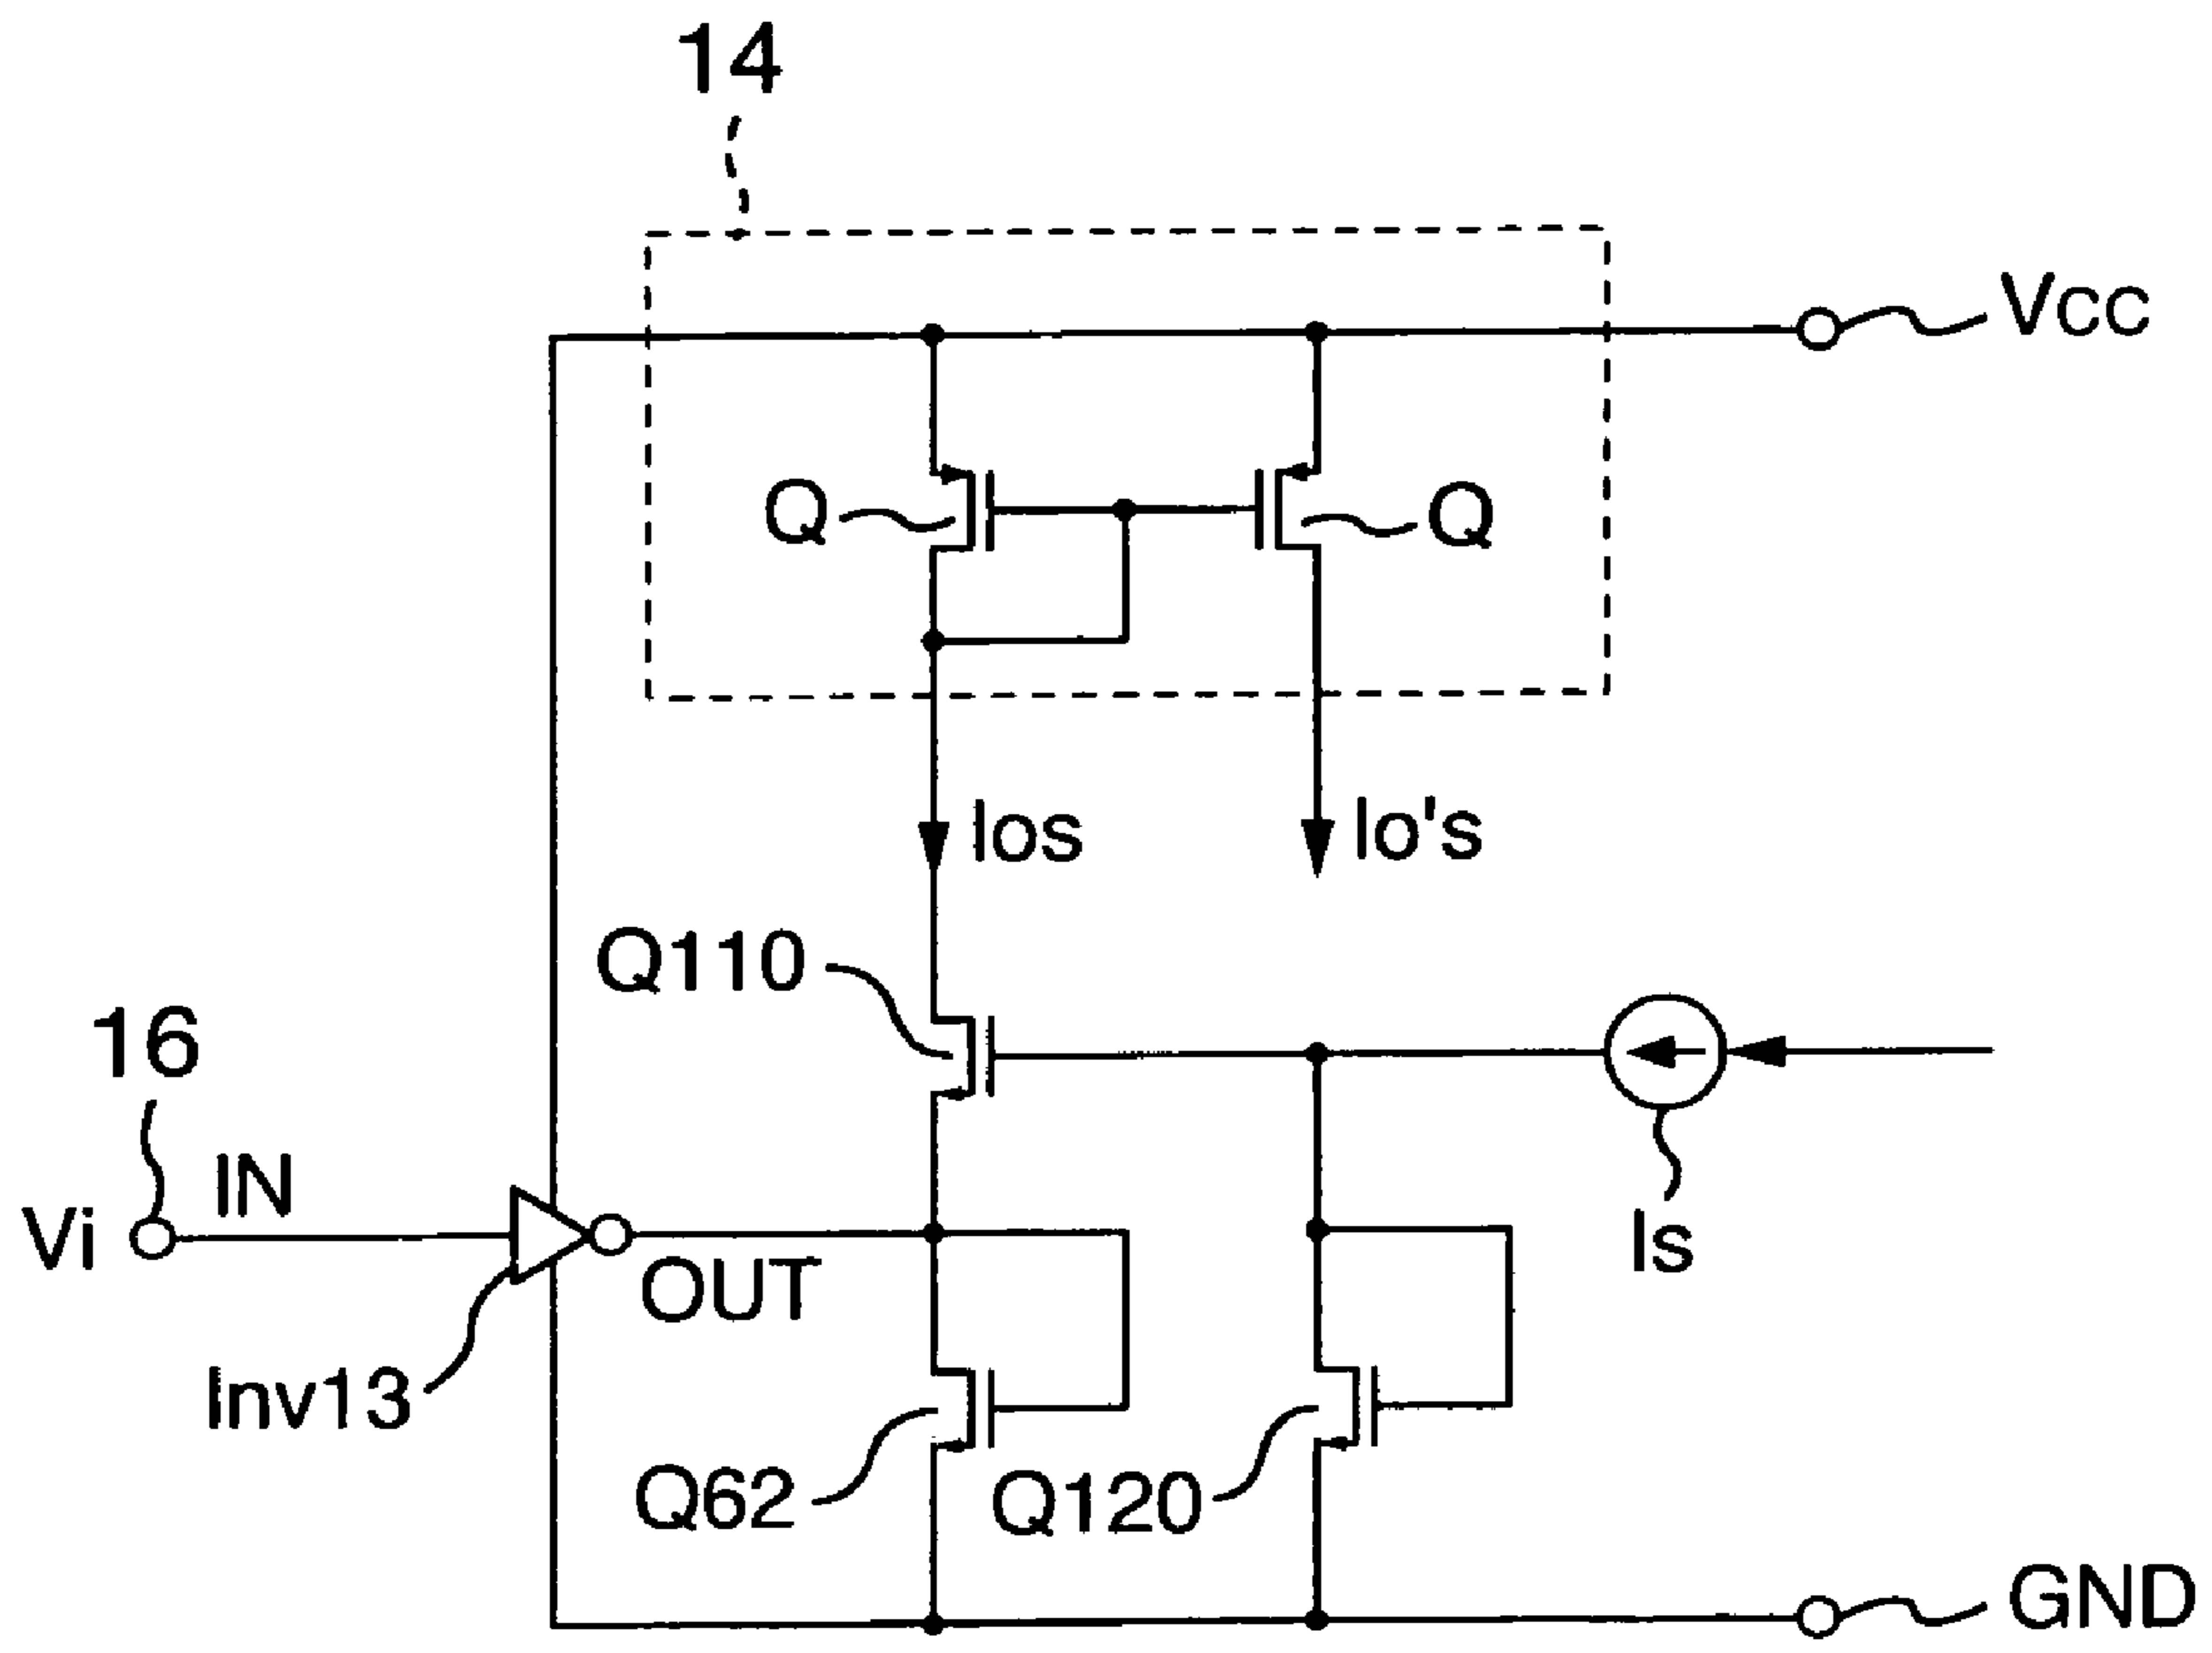 14
Vcc
Q
Q
Ios
Io's
Q110
16
IN
Vi
OUT
Is
Inv13
Q62
Q120
GND